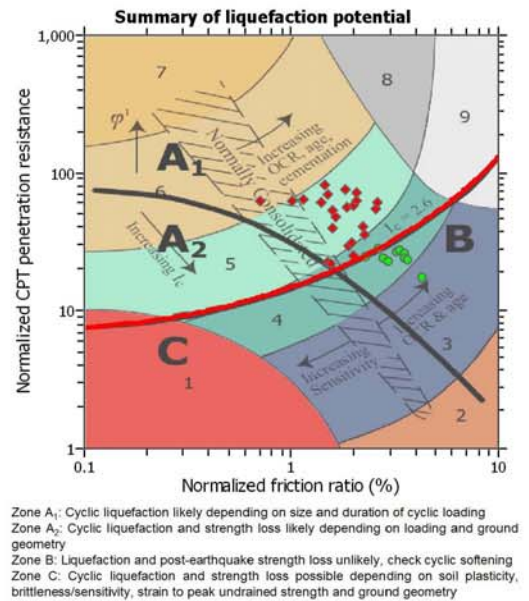 Summary of liquefaction potential
1,000
7
8
9
φ'
Increasing
OCR, age,
cementation
Normally Consolidated
A1
100
6
Ic = 2.6
A2
Increasing Ic
B
5
Normalized CPT penetration resistance
10
4
Increasing
OCR & age
C
3
Increasing
Sensitivity
1
2
1
0.1
1
10
Normalized friction ratio (%)
Zone A1: Cyclic liquefaction likely depending on size and duration of cyclic loading
Zone A2: Cyclic liquefaction and strength loss likely depending on loading and ground
geometry
Zone B: Liquefaction and post-earthquake strength loss unlikely, check cyclic softening
Zone C: Cyclic liquefaction and strength loss possible depending on soil plasticity,
brittleness/sensitivity, strain to peak undrained strength and ground geometry